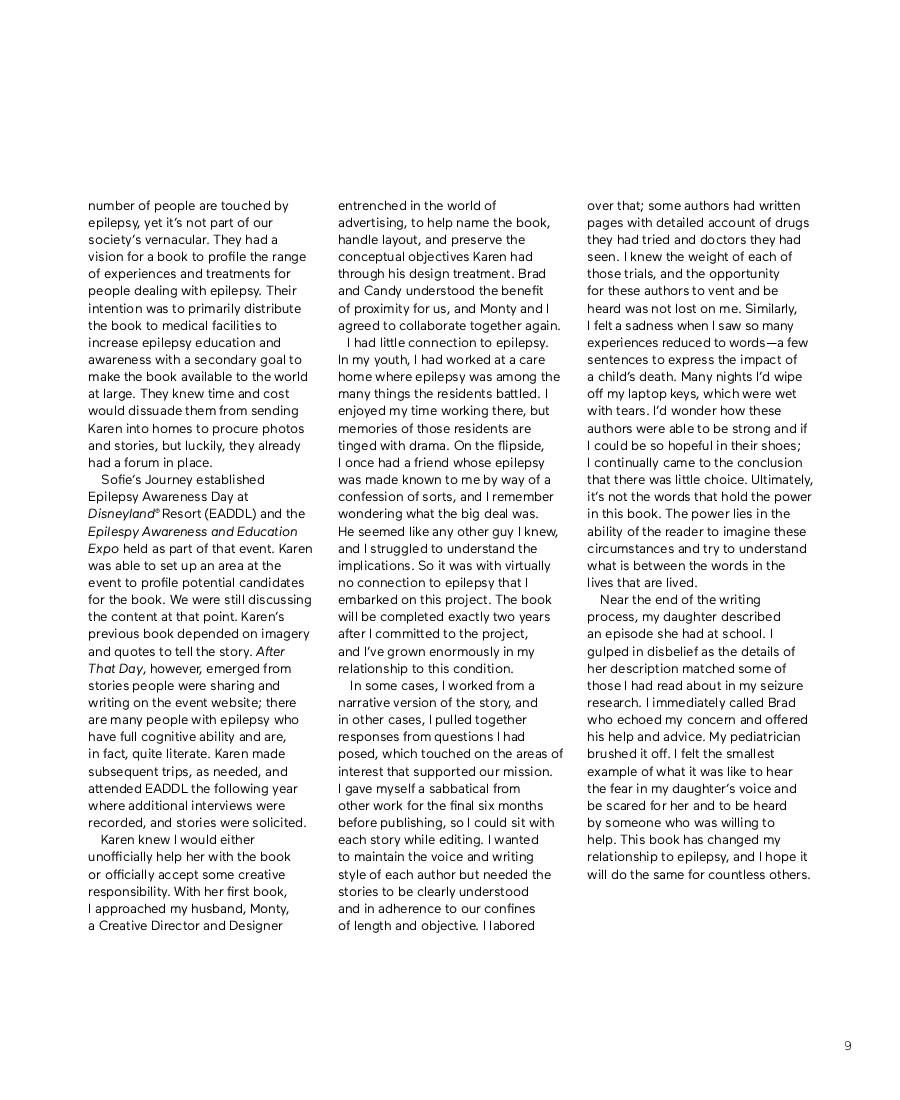 number of people are touched by
epilepsy, yet it's not part of our
society's vernacular. They had a
vision for a book to profile the range
of experiences and treatments for
people dealing with epilepsy. Their
intention was to primarily distribute
the book to medical facilities to
increase epilepsy education and
awareness with a secondary goal to
make the book available to the world
at large. They knew time and cost
would dissuade them from sending
Karen into homes to procure photos
and stories, but luckily, they already
had a forum in place.
Sofie's Journey established
Epilepsy Awareness Day at
Disneyland® Resort (EADDL) and the
Epilespy Awareness and Education
Expo held as part of that event. Karen
was able to set up an area at the
event to profile potential candidates
for the book. We were still discussing
the content at that point. Karen's
previous book depended on imagery
and quotes to tell the story. After
That Day, however, emerged from
stories people were sharing and
writing on the event website; there
are many people with epilepsy who
have full cognitive ability and are,
in fact, quite literate. Karen made
subsequent trips, as needed, and
attended EADDL the following year
where additional interviews were
recorded, and stories were solicited.
Karen knew I would either
unofficially help her with the book
or officially accept some creative
responsibility. With her first book,
I approached my husband, Monty,
a Creative Director and Designer
entrenched in the world of
advertising, to help name the book,
handle layout, and preserve the
conceptual objectives Karen had
through his design treatment. Brad
and Candy understood the benefit
of proximity for us, and Monty and I
agreed to collaborate together again.
I had little connection to epilepsy.
In my youth, I had worked at a care
home where epilepsy was among the
many things the residents battled. I
enjoyed my time working there, but
memories of those residents are
tinged with drama. On the flipside,
I once had a friend whose epilepsy
was made known to me by way of a
confession of sorts, and I remember
wondering what the big deal was.
He seemed like any other guy I knew,
and I struggled to understand the
implications. So it was with virtually
no connection to epilepsy that I
embarked on this project. The book
will be completed exactly two years
after I committed to the project,
and I've grown enormously in my
relationship to this condition.
In some cases, I worked from a
narrative version of the story, and
in other cases, I pulled together
responses from questions I had
posed, which touched on the areas of
interest that supported our mission.
I gave myself a sabbatical from
other work for the final six months
before publishing, so I could sit with
each story while editing. I wanted
to maintain the voice and writing
style of each author but needed the
stories to be clearly understood
and in adherence to our confines
of length and objective. I labored
over that; some authors had written
pages with detailed account of drugs
they had tried and doctors they had
seen. I knew the weight of each of
those trials, and the opportunity
for these authors to vent and be
heard was not lost on me. Similarly,
I felt a sadness when I saw so many
experiences reduced to words—a few
sentences to express the impact of
a child's death. Many nights I'd wipe
off my laptop keys, which were wet
with tears. I'd wonder how these
authors were able to be strong and if
I could be so hopeful in their shoes;
I continually came to the conclusion
that there was little choice. Ultimately,
it's not the words that hold the power
in this book. The power lies in the
ability of the reader to imagine these
circumstances and try to understand
what is between the words in the
lives that are lived.
Near the end of the writing
process, my daughter described
an episode she had at school. I
gulped in disbelief as the details of
her description matched some of
those I had read about in my seizure
research. I immediately called Brad
who echoed my concern and offered
his help and advice. My pediatrician
brushed it off. I felt the smallest
example of what it was like to hear
the fear in my daughter's voice and
be scared for her and to be heard
by someone who was willing to
help. This book has changed my
relationship to epilepsy, and I hope it
will do the same for countless others.
9